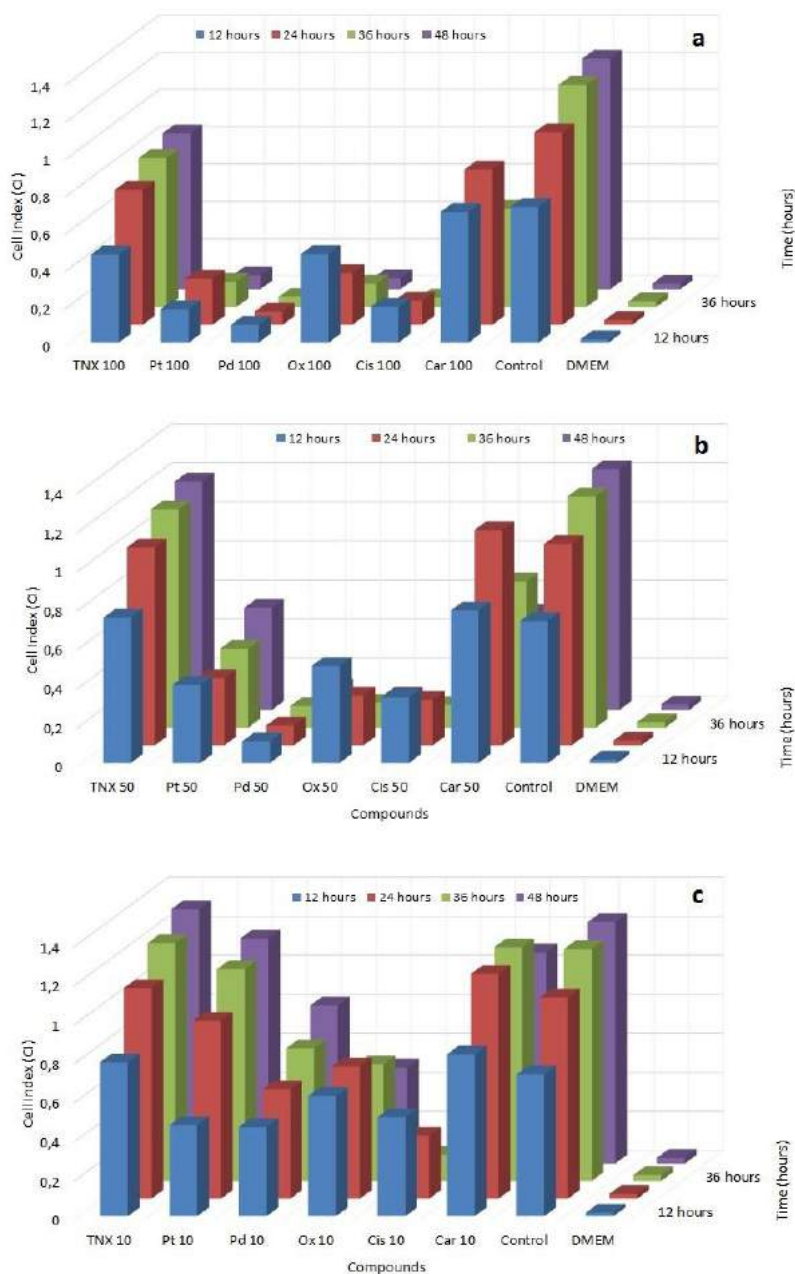 a
12 hours 24 hours 36 hours 48 hours
1,4
1,2
1
0,8
0,6
0,4
0,2
0
Cell Index (CI)
Time (hours)
36 hours
12 hours
TNX 100 Pt 100 Pd 100 Ox 100 Cis 100 Car 100 Control DMEM
b
12 hours 24 hours 36 hours 48 hours
1,4
1,2
1
0,8
0,6
0,4
0,2
0
Cell Index (CI)
Time (hours)
36 hours
12 hours
TNX 50 Pt 50 Pd 50 Ox 50 Cis 50 Car 50 Control DMEM
Compounds
c
12 hours 24 hours 36 hours 48 hours
1,4
1,2
1
0,8
0,6
0,4
0,2
0
Cell Index (CI)
Time (hours)
36 hours
12 hours
TNX 10 Pt 10 Pd 10 Ox 10 Cis 10 Car 10 Control DMEM
Compounds